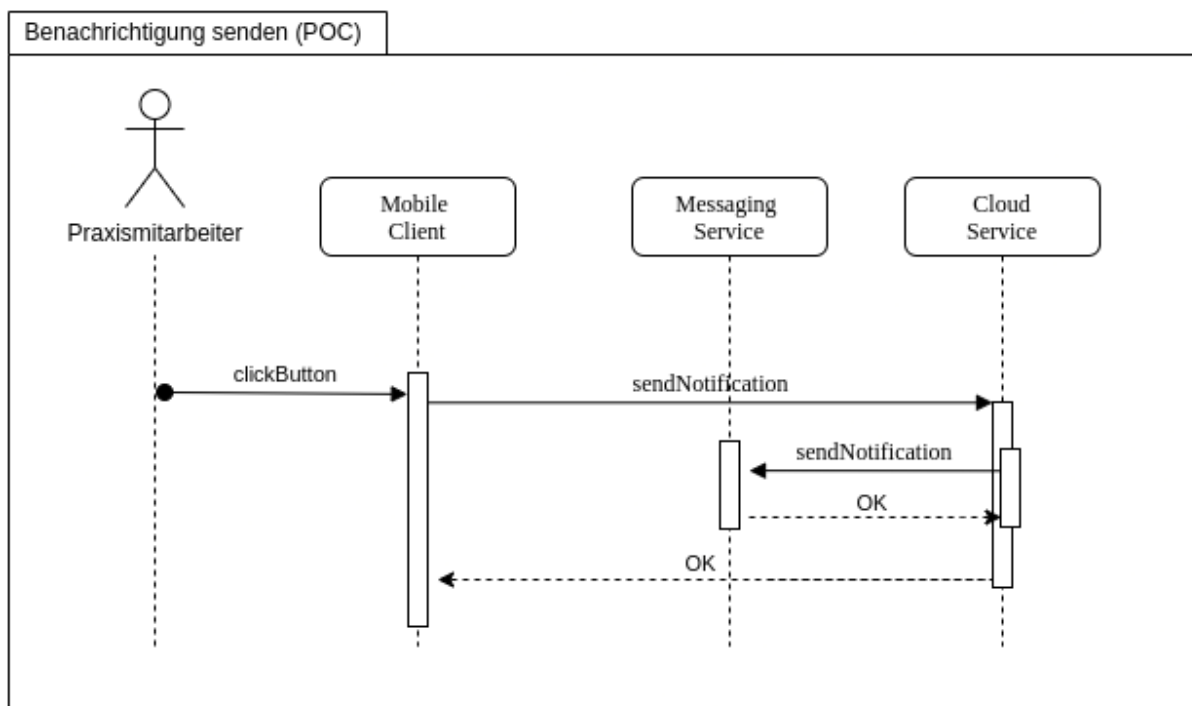 Benachrichtigung senden (POC)
Praxismitarbeiter
Mobile
Client
Messaging
Service
Cloud
Service
clickButton
sendNotification
sendNotification
OK
OK